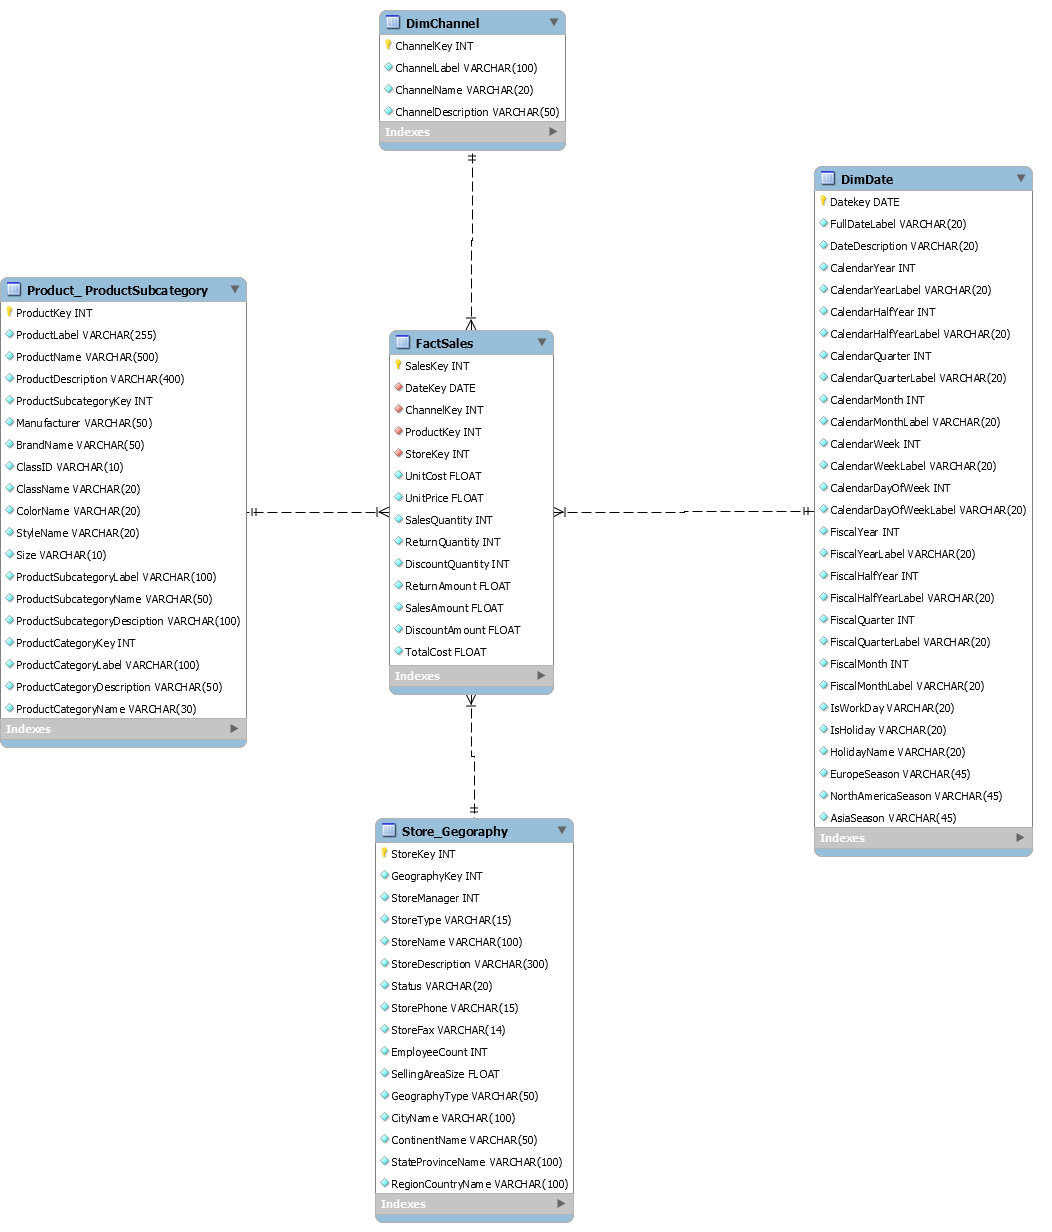 DimChannel
ChannelKey INT
ChannelLabel VARCHAR(100)
ChannelName VARCHAR(20)
ChannelDescription VARCHAR(50)
Indexes
DimDate
Datekey DATE
FullDateLabel VARCHAR(20)
DateDescription VARCHAR(20)
CalendarYear INT
CalendarYearLabel VARCHAR(20)
CalendarHalfYear INT
CalendarHalfYearLabel VARCHAR(20)
CalendarQuarter INT
CalendarQuarterLabel VARCHAR(20)
CalendarMonth INT
CalendarMonthLabel VARCHAR(20)
CalendarWeek INT
CalendarWeekLabel VARCHAR(20)
CalendarDayOfWeek INT
CalendarDayOfWeekLabel VARCHAR(20)
FiscalYear INT
FiscalYearLabel VARCHAR(20)
FiscalHalfYear INT
FiscalHalfYearLabel VARCHAR(20)
FiscalQuarter INT
FiscalQuarterLabel VARCHAR(20)
FiscalMonth INT
FiscalMonthLabel VARCHAR(20)
IsWorkDay VARCHAR(20)
IsHoliday VARCHAR(20)
HolidayName VARCHAR(20)
EuropeSeason VARCHAR(45)
NorthAmericaSeason VARCHAR(45)
AsiaSeason VARCHAR(45)
Indexes
Product_ ProductSubcategory
ProductKey INT
ProductLabel VARCHAR(255)
ProductName VARCHAR(500)
ProductDescription VARCHAR(400)
ProductSubcategoryKey INT
Manufacturer VARCHAR(50)
BrandName VARCHAR(50)
ClassID VARCHAR(10)
ClassName VARCHAR(20)
ColorName VARCHAR(20)
StyleName VARCHAR(20)
Size VARCHAR(10)
ProductSubcategoryLabel VARCHAR(100)
ProductSubcategoryName VARCHAR(50)
ProductSubcategoryDesciption VARCHAR(100)
ProductCategoryKey INT
ProductCategoryLabel VARCHAR(100)
ProductCategoryDescription VARCHAR(50)
ProductCategoryName VARCHAR(30)
Indexes
FactSales
SalesKey INT
DateKey DATE
ChannelKey INT
ProductKey INT
StoreKey INT
UnitCost FLOAT
UnitPrice FLOAT
SalesQuantity INT
ReturnQuantity INT
DiscountQuantity INT
ReturnAmount FLOAT
SalesAmount FLOAT
DiscountAmount FLOAT
TotalCost FLOAT
Indexes
Store_Gegoraphy
StoreKey INT
GeographyKey INT
StoreManager INT
StoreType VARCHAR(15)
StoreName VARCHAR(100)
StoreDescription VARCHAR(300)
Status VARCHAR(20)
StorePhone VARCHAR(15)
StoreFax VARCHAR(14)
EmployeeCount INT
SellingAreaSize FLOAT
GeographyType VARCHAR(50)
CityName VARCHAR(100)
ContinentName VARCHAR(50)
StateProvinceName VARCHAR(100)
RegionCountryName VARCHAR(100)
Indexes